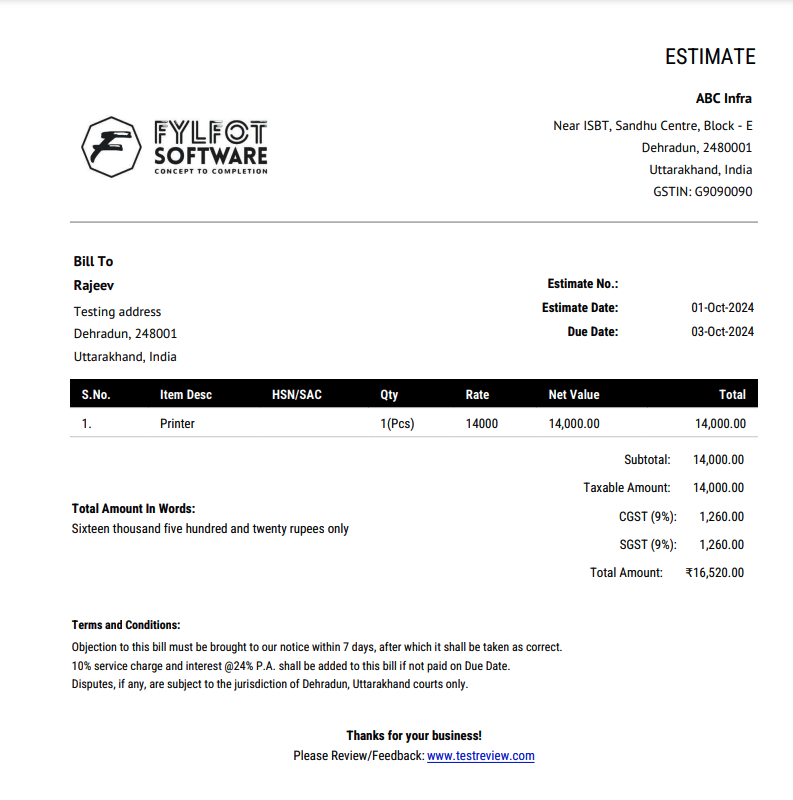 ESTIMATE
ABC Infra
Near ISBT, Sandhu Centre, Block - E
Dehradun, 2480001
Uttarakhand, India
GSTIN: G9090090
FYLFOT
SOFTWARE
CONCEPT TO COMPLETION
Bill To
Rajeev
Testing address
Dehradun, 248001
Uttarakhand, India
Estimate No.:
Estimate Date: 01-Oct-2024
Due Date: 03-Oct-2024
S.No. Item Desc HSN/SAC Qty Rate Net Value Total
1. Printer 1(Pcs) 14000 14,000.00 14,000.00
Subtotal: 14,000.00
Taxable Amount: 14,000.00
CGST (9%): 1,260.00
SGST (9%): 1,260.00
Total Amount: ₹16,520.00
Total Amount In Words:
Sixteen thousand five hundred and twenty rupees only
Terms and Conditions:
Objection to this bill must be brought to our notice within 7 days, after which it shall be taken as correct.
10% service charge and interest @24% P.A. shall be added to this bill if not paid on Due Date.
Disputes, if any, are subject to the jurisdiction of Dehradun, Uttarakhand courts only.
Thanks for your business!
Please Review/Feedback: www.testreview.com